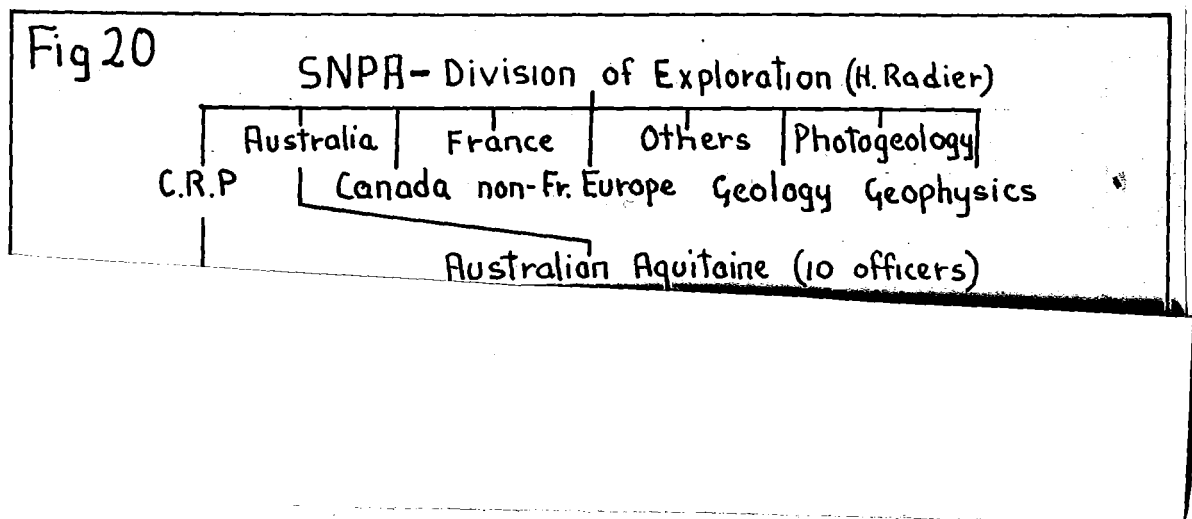 Fig 20
SNPA - Division of Exploration (H. Radier)
Australia France Others Photogeology
C.R.P Canada non-Fr. Europe Geology Geophysics
Australian Aquitaine (10 officers)